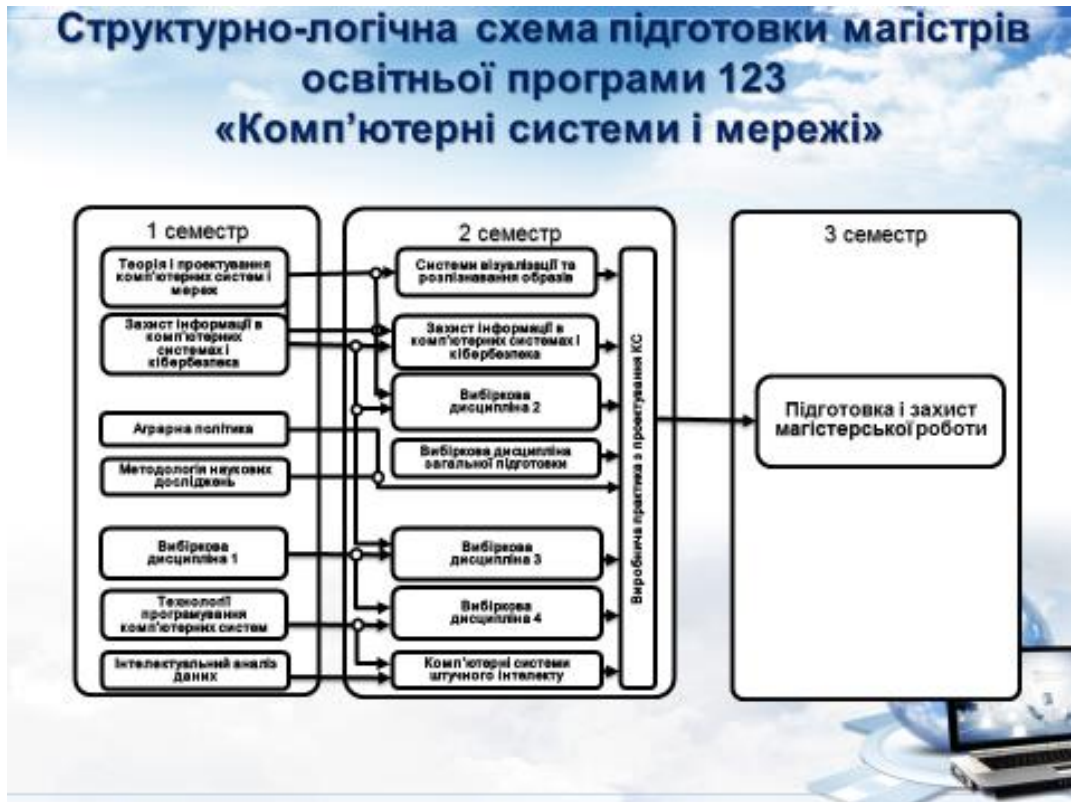 Структурно-логічна схема підготовки магістрів
освітньої програми 123
«Комп’ютерні системи і мережі»
1 семестр
Теорія і проектування
комп'ютерних систем і
мереж
Захист інформації в
комп'ютерних
системах і
кібербезпека
Аграрна політика
Методологія наукових
досліджень
Вибіркова
дисципліна 1
Технології
програмування
комп'ютерних систем
Інтелектуальний аналіз
даних
2 семестр
Системи візуалізації та
розпізнавання образів
Захист інформації в
комп'ютерних системах і
кібербезпека
Вибіркова
дисципліна 2
Вибіркова дисципліна
загальної підготовки
Вибіркова
дисципліна 3
Вибіркова
дисципліна 4
Комп'ютерні системи
штучного інтелекту
Виробнича практика з проектування КС
3 семестр
Підготовка і захист
магістерської роботи